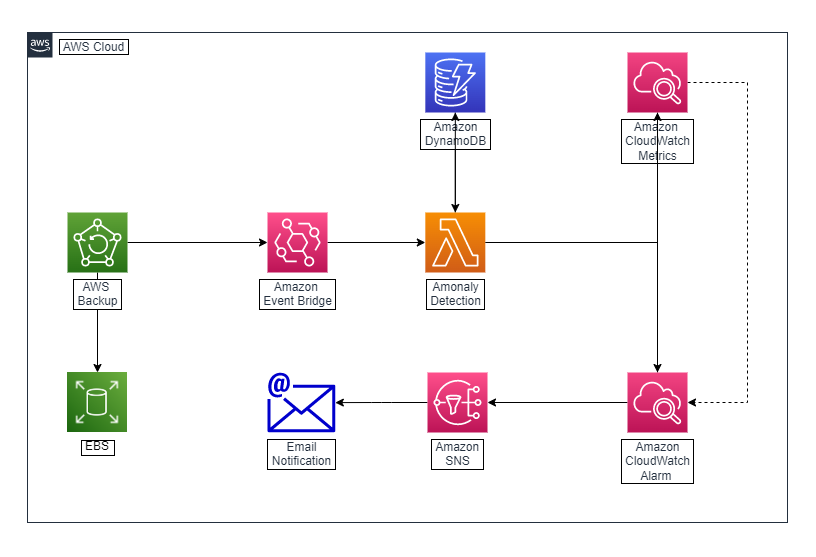 aws
AWS Cloud
Amazon
DynamoDB
Amazon
CloudWatch
Metrics
AWS
Backup
Amazon
Event Bridge
Amonaly
Detection
EBS
@
Email
Notification
Amazon
SNS
Amazon
CloudWatch
Alarm